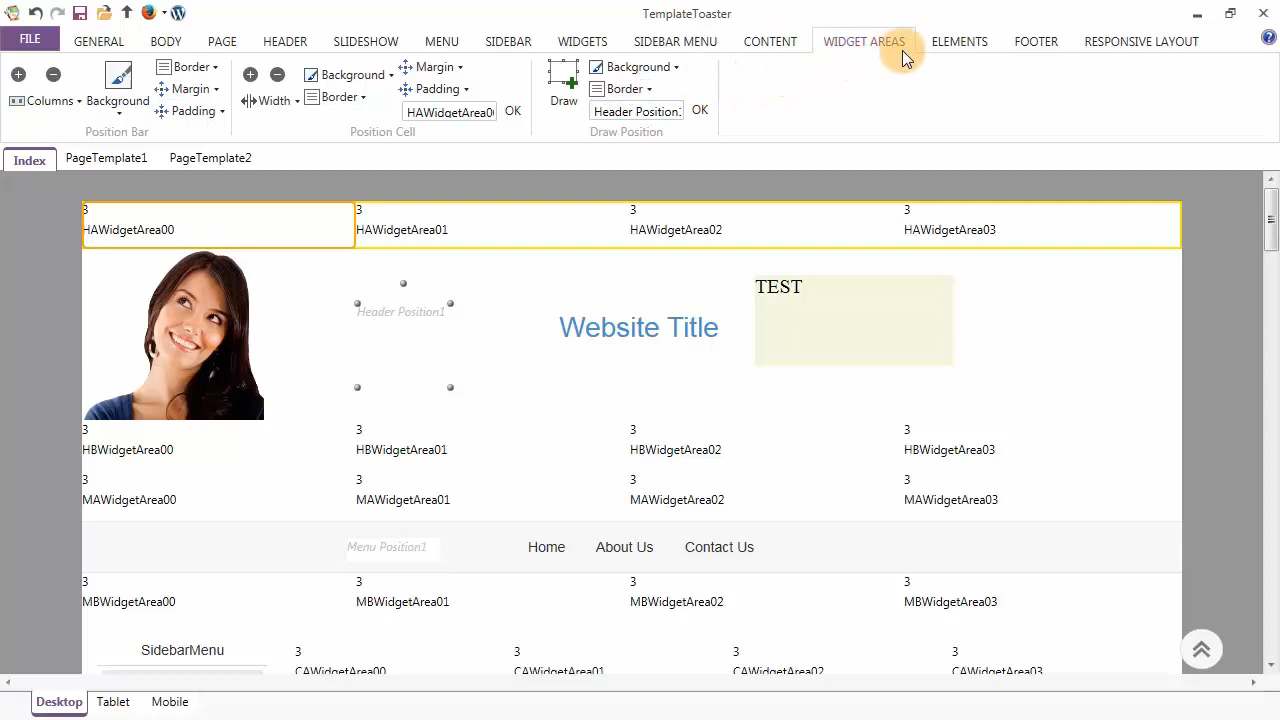 TemplateToaster
FILE GENERAL BODY PAGE HEADER SLIDESHOW MENU SIDEBAR WIDGETS SIDEBAR MENU CONTENT WIDGET AREAS ELEMENTS FOOTER RESPONSIVE LAYOUT
Border Margin Background
Background Margin
Columns Background Width Border Padding Draw Border
Padding HAWidgetArea0 OK Header Position: OK
Position Bar Position Cell Draw Position
Index PageTemplate1 PageTemplate2
3 3 3 3
HAWidgetArea00 HAWidgetArea01 HAWidgetArea02 HAWidgetArea03
TEST
Header Position1
Website Title
3 3 3 3
HBWidgetArea00 HBWidgetArea01 HBWidgetArea02 HBWidgetArea03
3 3 3 3
MAWidgetArea00 MAWidgetArea01 MAWidgetArea02 MAWidgetArea03
Menu Position1 Home About Us Contact Us
3 3 3 3
MBWidgetArea00 MBWidgetArea01 MBWidgetArea02 MBWidgetArea03
SidebarMenu 3 3 3 3
CAWidgetArea00 CAWidgetArea01 CAWidgetArea02 CAWidgetArea03
Desktop Tablet Mobile